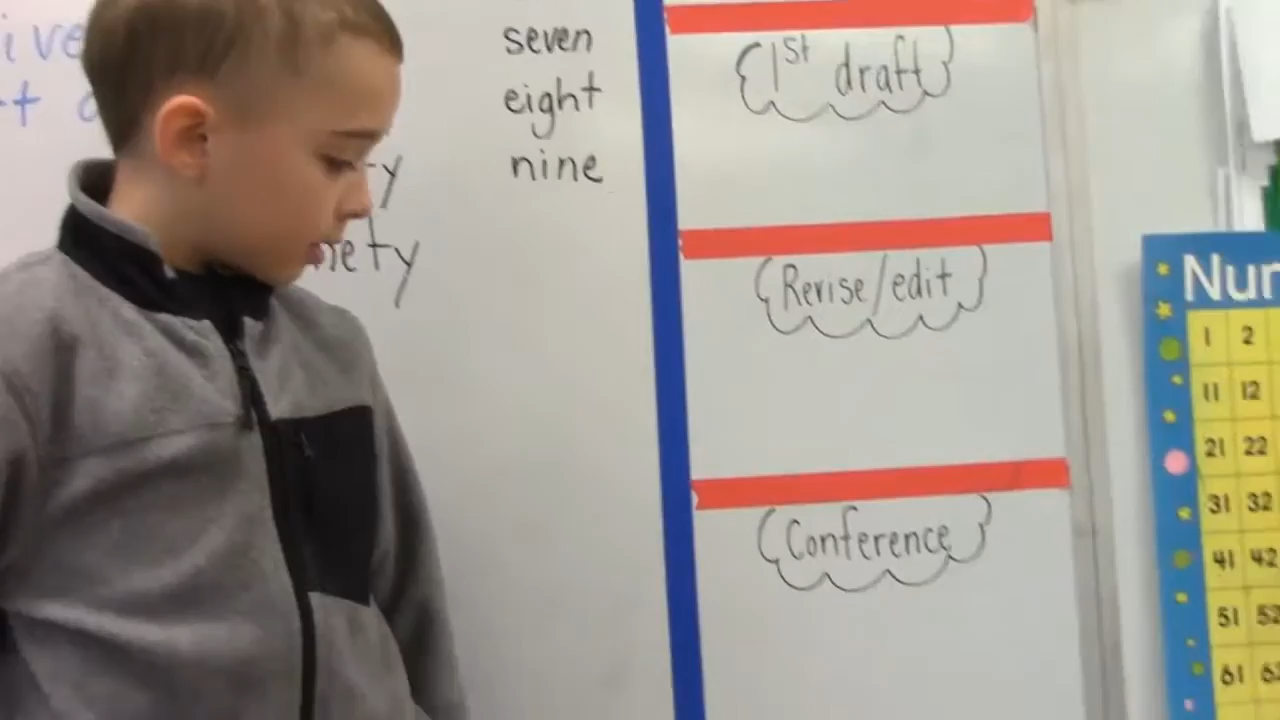 seven
eight
nine
1st draft
Revise/edit
Conference
1 2
11 12
21 22
31 32
41 42
51 52
61